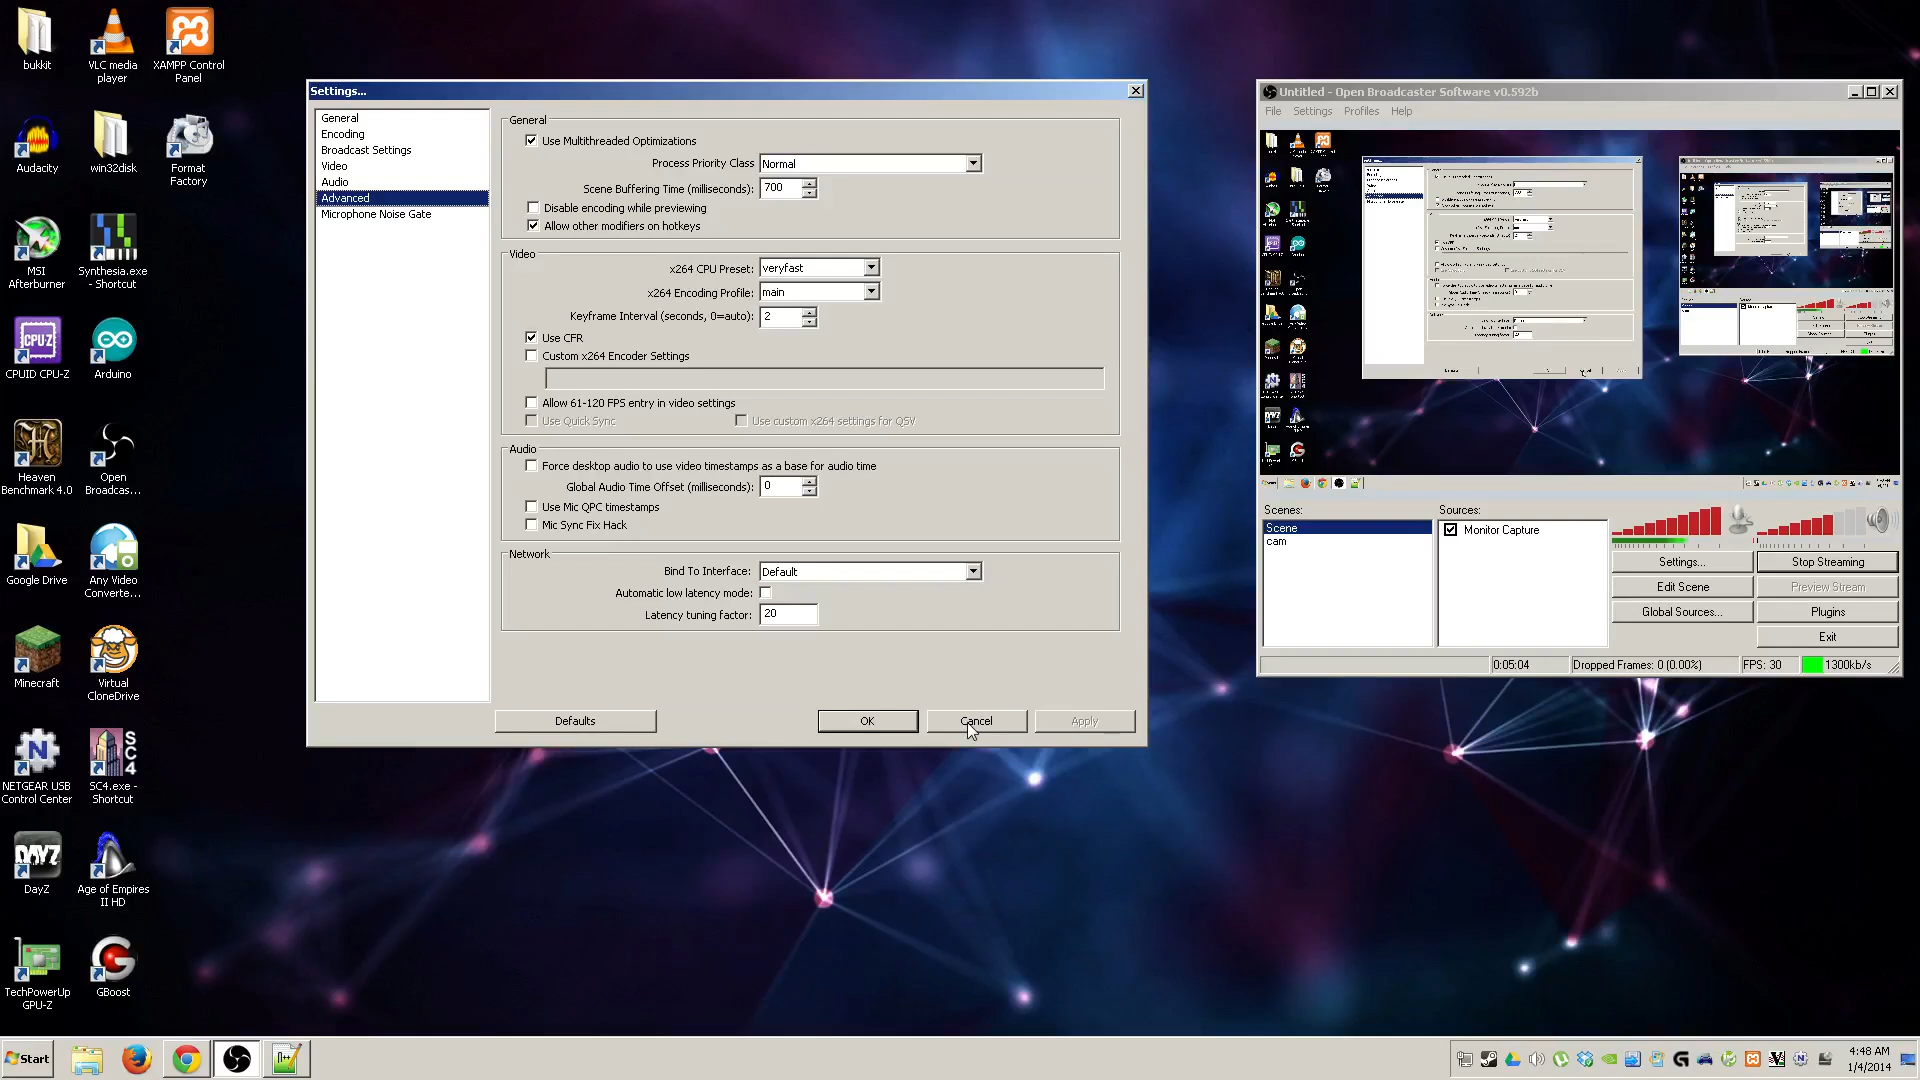 bukkit
VLC media
player
XAMPP Control
Panel
Audacity
win32disk
Format
Factory
MSI
Afterburner
Synthesia.exe
- Shortcut
CPU-Z
CPUID CPU-Z
Arduino
Heaven
Benchmark 4.0
Open
Broadcas...
Google Drive
Any Video
Converte...
Minecraft
Virtual
CloneDrive
NETGEAR USB
Control Center
SC4
SC4.exe -
Shortcut
DAYZ
DayZ
Age of Empires
II HD
TechPowerUp
GPU-Z
GBoost
Settings...
General
Encoding
Broadcast Settings
Video
Audio
Advanced
Microphone Noise Gate
General
Use Multithreaded Optimizations
Process Priority Class Normal
Scene Buffering Time (milliseconds): 700
Disable encoding while previewing
Allow other modifiers on hotkeys
Video
x264 CPU Preset: veryfast
x264 Encoding Profile: main
Keyframe Interval (seconds, 0=auto): 2
Use CFR
Custom x264 Encoder Settings
Allow 61-120 FPS entry in video settings
Use Quick Sync Use custom x264 settings for QSV
Audio
Force desktop audio to use video timestamps as a base for audio time
Global Audio Time Offset (milliseconds): 0
Use Mic QPC timestamps
Mic Sync Fix Hack
Network
Bind To Interface: Default
Automatic low latency mode:
Latency tuning factor: 20
Defaults OK Cancel Apply
Untitled - Open Broadcaster Software v0.592b
File Settings Profiles Help
Scenes: Sources:
Scene
cam
Monitor Capture
Settings... Stop Streaming
Edit Scene Preview Stream
Global Sources... Plugins
Exit
0:05:04 Dropped Frames: 0 (0.00%) FPS: 30 1300kb/s
Start
4:48 AM
1/4/2014